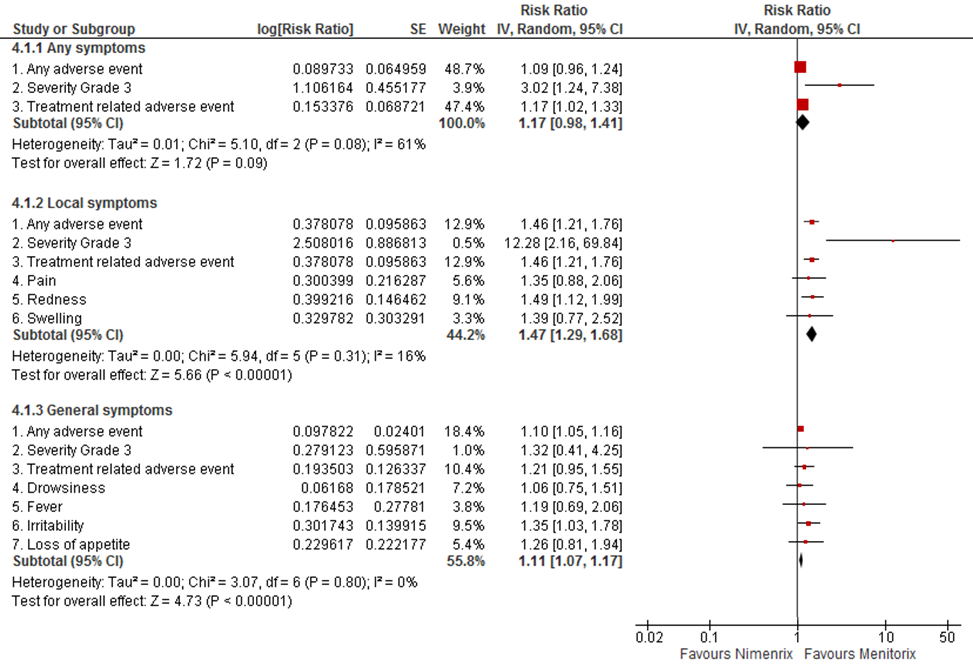 Risk Ratio Risk Ratio
Study or Subgroup log[Risk Ratio] SE Weight IV, Random, 95% CI IV, Random, 95% CI
4.1.1 Any symptoms
1. Any adverse event 0.089733 0.064959 48.7% 1.09 [0.96, 1.24]
2. Severity Grade 3 1.106164 0.455177 3.9% 3.02 [1.24, 7.38]
3. Treatment related adverse event 0.153376 0.068721 47.4% 1.17 [1.02, 1.33]
Subtotal (95% CI) 100.0% 1.17 [0.98, 1.41]
Heterogeneity: Tau² = 0.01; Chi² = 5.10, df = 2 (P = 0.08); I² = 61%
Test for overall effect: Z = 1.72 (P = 0.09)
4.1.2 Local symptoms
1. Any adverse event 0.378078 0.095863 12.9% 1.46 [1.21, 1.76]
2. Severity Grade 3 2.508016 0.886813 0.5% 12.28 [2.16, 69.84]
3. Treatment related adverse event 0.378078 0.095863 12.9% 1.46 [1.21, 1.76]
4. Pain 0.300399 0.216287 5.6% 1.35 [0.88, 2.06]
5. Redness 0.399216 0.146462 9.1% 1.49 [1.12, 1.99]
6. Swelling 0.329782 0.303291 3.3% 1.39 [0.77, 2.52]
Subtotal (95% CI) 44.2% 1.47 [1.29, 1.68]
Heterogeneity: Tau² = 0.00; Chi² = 5.94, df = 5 (P = 0.31); I² = 16%
Test for overall effect: Z = 5.66 (P < 0.00001)
4.1.3 General symptoms
1. Any adverse event 0.097822 0.02401 18.4% 1.10 [1.05, 1.16]
2. Severity Grade 3 0.279123 0.595871 1.0% 1.32 [0.41, 4.25]
3. Treatment related adverse event 0.193503 0.126337 10.4% 1.21 [0.95, 1.55]
4. Drowsiness 0.06168 0.178521 7.2% 1.06 [0.75, 1.51]
5. Fever 0.176453 0.27781 3.8% 1.19 [0.69, 2.06]
6. Irritability 0.301743 0.139915 9.5% 1.35 [1.03, 1.78]
7. Loss of appetite 0.229617 0.222177 5.4% 1.26 [0.81, 1.94]
Subtotal (95% CI) 55.8% 1.11 [1.07, 1.17]
Heterogeneity: Tau² = 0.00; Chi² = 3.07, df = 6 (P = 0.80); I² = 0%
Test for overall effect: Z = 4.73 (P < 0.00001)
0.02 0.1 1 10 50
Favours Nimenrix Favours Menitorix